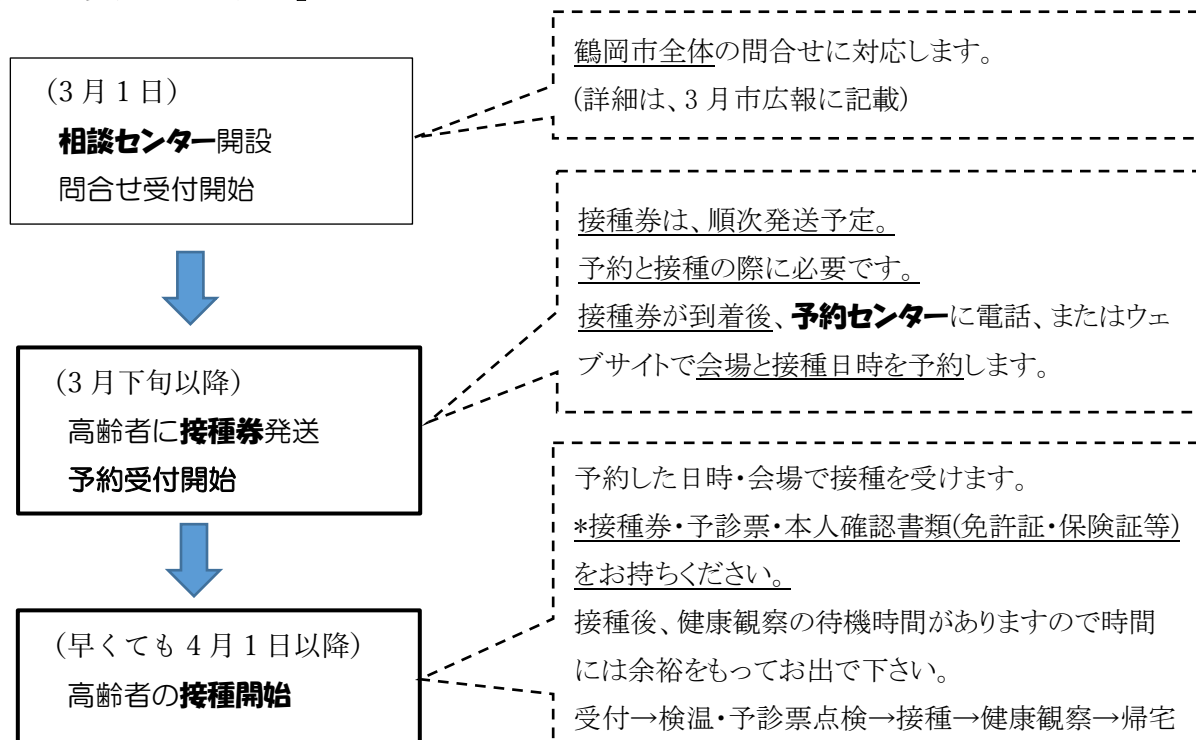 (3月1日)
相談センター開設
問合せ受付開始
鶴岡市全体の問合せに対応します。
(詳細は、3月市広報に記載)
(3月下旬以降)
高齢者に接種券発送
予約受付開始
接種券は、順次発送予定。
予約と接種の際に必要です。
接種券が到着後、予約センターに電話、またはウェ
ブサイトで会場と接種日時を予約します。
(早くても4月1日以降)
高齢者の接種開始
予約した日時・会場で接種を受けます。
*接種券・予診票・本人確認書類(免許証・保険証等)
をお持ちください。
接種後、健康観察の待機時間がありますので時間
には余裕をもってお出で下さい。
受付→検温・予診票点検→接種→健康観察→帰宅